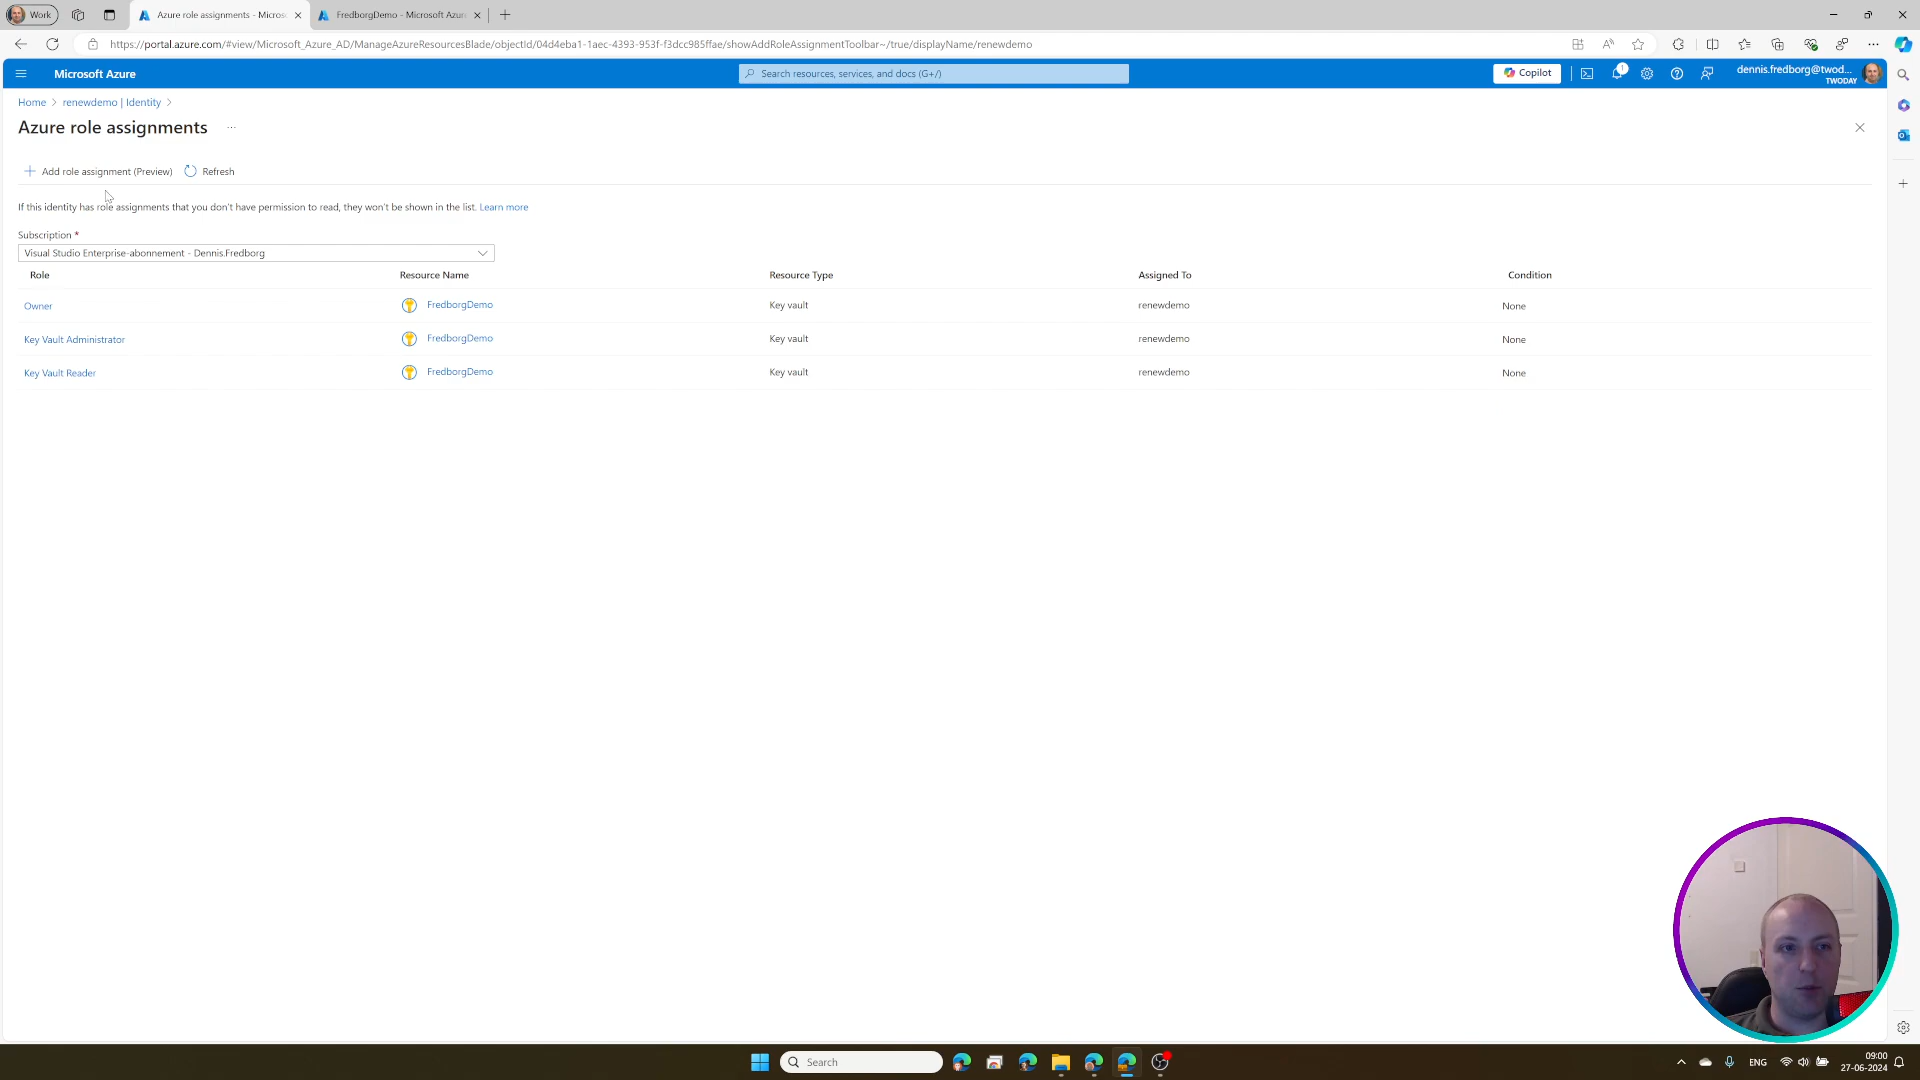 Work
Azure role assignments - Micros
FredborgDemo - Microsoft Azur
https://portal.azure.com/#view/Microsoft_Azure_AD/ManageAzureResourcesBlade/objectId/04d4eba1-1aec-4393-953f-f3dcc985ffae/showAddRoleAssignmentToolbar~/true/displayName/renewdemo
Microsoft Azure
Search resources, services, and docs (G+/)
Copilot
1
dennis.fredborg@twod...
TWODAY
Home > renewdemo | Identity >
Azure role assignments ...
Add role assignment (Preview) Refresh
If this identity has role assignments that you don't have permission to read, they won't be shown in the list. Learn more
Subscription *
Visual Studio Enterprise-abonnement - Dennis.Fredborg
Role Resource Name Resource Type Assigned To Condition
Owner FredborgDemo Key vault renewdemo None
Key Vault Administrator FredborgDemo Key vault renewdemo None
Key Vault Reader FredborgDemo Key vault renewdemo None
Search
ENG
09:00
27-06-2024